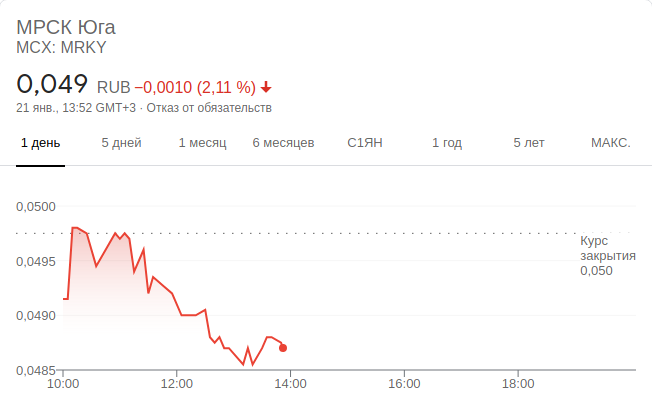 МРСК Юга
MCX: MRKY
0,049 RUB −0,0010 (2,11 %)
21 янв., 13:52 GMT+3 · Отказ от обязательств
1 день 5 дней 1 месяц 6 месяцев С1ЯН 1 год 5 лет МАКС.
0,0500
Курс
закрытия
0,050
0,0495
0,0490
0,0485
10:00 12:00 14:00 16:00 18:00